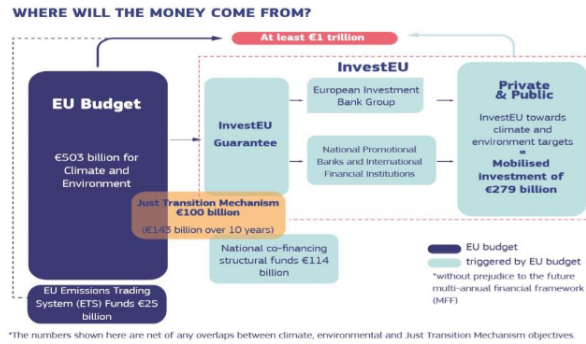 WHERE WILL THE MONEY COME FROM?
At least €1 trillion
InvestEU
EU Budget
€503 billion for
Climate and
Environment
InvestEU
Guarantee
European Investment
Bank Group
National Promotional
Banks and International
Financial Institutions
Private
& Public
InvestEU towards
climate and
environment targets
=
Mobilised
investment of
€279 billion
Just Transition Mechanism
€100 billion
(€143 billion over 10 years)
National co-financing
structural funds €114
billion
EU Emissions Trading
System (ETS) Funds €25
billion
EU budget
triggered by EU budget
*without prejudice to the future
multi-annual financial framework
(MFF)
*The numbers shown here are net of any overlaps between climate, environmental and Just Transition Mechanism objectives.